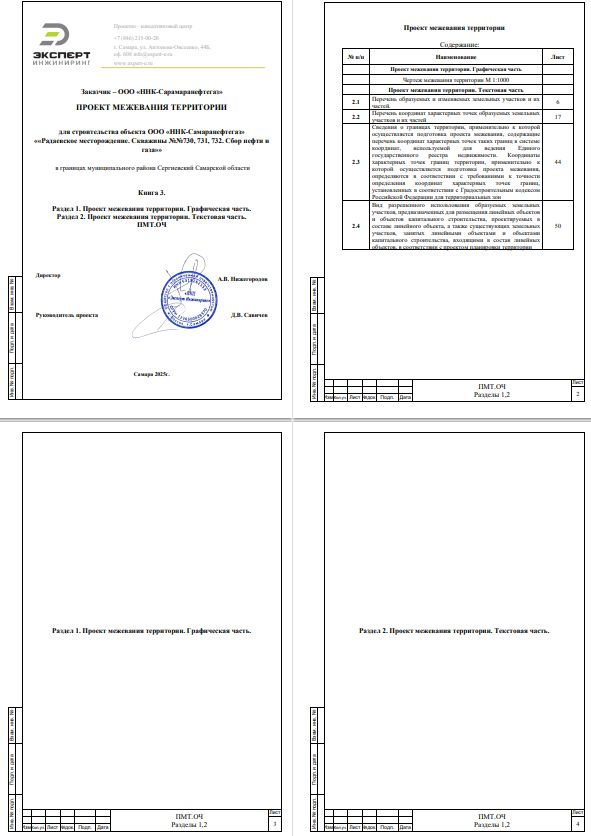 ЭКСПЕРТ
ИНЖИНИРИНГ
Проектно - консалтинговый центр
+7 (846) 215-00-28
г. Самара, ул. Антонова-Овсеенко, 44Б,
оф. 608 info@expert-e.ru
www.expert-e.ru
Заказчик – ООО «ННК-Самаранефтегаз»
ПРОЕКТ МЕЖЕВАНИЯ ТЕРРИТОРИИ
для строительства объекта ООО «ННК-Самаранефтегаз»
««Радаевское месторождение. Скважины №№730, 731, 732. Сбор нефти и
газа»»
в границах муниципального района Сергиевский Самарской области
Книга 3.
Раздел 1. Проект межевания территории. Графическая часть.
Раздел 2. Проект межевания территории. Текстовая часть.
ПМТ.ОЧ
Директор
А.В. Нижегородов
«Эксперт Инжиниринг»
Руководитель проекта
Д.В. Савичев
Самара 2025г.
Взам. инв. №
Подп. и дата
Инв. № подл.
Проект межевания территории
Содержание:
№ п/п Наименование Лист
Проект межевания территории. Графическая часть
Чертеж межевания территории М 1:1000
Проект межевания территории. Текстовая часть
2.1 Перечень образуемых и изменяемых земельных участков и их 6
частей.
2.2 Перечень координат характерных точек образуемых земельных 17
участков и их частей
Сведения о границах территории, применительно к которой
осуществляется подготовка проекта межевания, содержащие
перечень координат характерных точек таких границ в системе
координат, используемой для ведения Единого
государственного реестра недвижимости. Координаты
2.3 характерных точек границ территории, применительно к 44
которой осуществляется подготовка проекта межевания,
определяются в соответствии с требованиями к точности
определения координат характерных точек границ,
установленных в соответствии с Градостроительным кодексом
Российской Федерации для территориальных зон
Вид разрешенного использования образуемых земельных
участков, предназначенных для размещения линейных объектов
и объектов капитального строительства, проектируемых в
2.4 составе линейного объекта, а также существующих земельных 50
участков, занятых линейными объектами и объектами
капитального строительства, входящими в состав линейных
объектов, в соответствии с проектом планировки территории
Взам. инв. №
Подп. и дата
Инв. № подл.
Изм Кол.уч. Лист №док. Подп. Дата
ПМТ.ОЧ
Разделы 1,2
Лист
2
Раздел 1. Проект межевания территории. Графическая часть.
Взам. инв. №
Подп. и дата
Инв. № подл.
Изм Кол.уч. Лист №док. Подп. Дата
ПМТ.ОЧ
Разделы 1,2
Лист
3
Раздел 2. Проект межевания территории. Текстовая часть.
Взам. инв. №
Подп. и дата
Инв. № подл.
Изм Кол.уч. Лист №док. Подп. Дата
ПМТ.ОЧ
Разделы 1,2
Лист
4